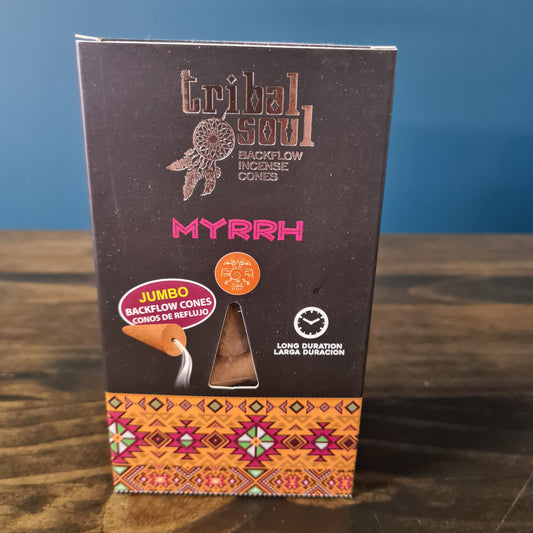 tribal
soul
BACKFLOW
INCENSE
CONES
MYRRH
JUMBO
BACKFLOW CONES
CONOS DE REFLUJO
LONG DURATION
LARGA DURACION